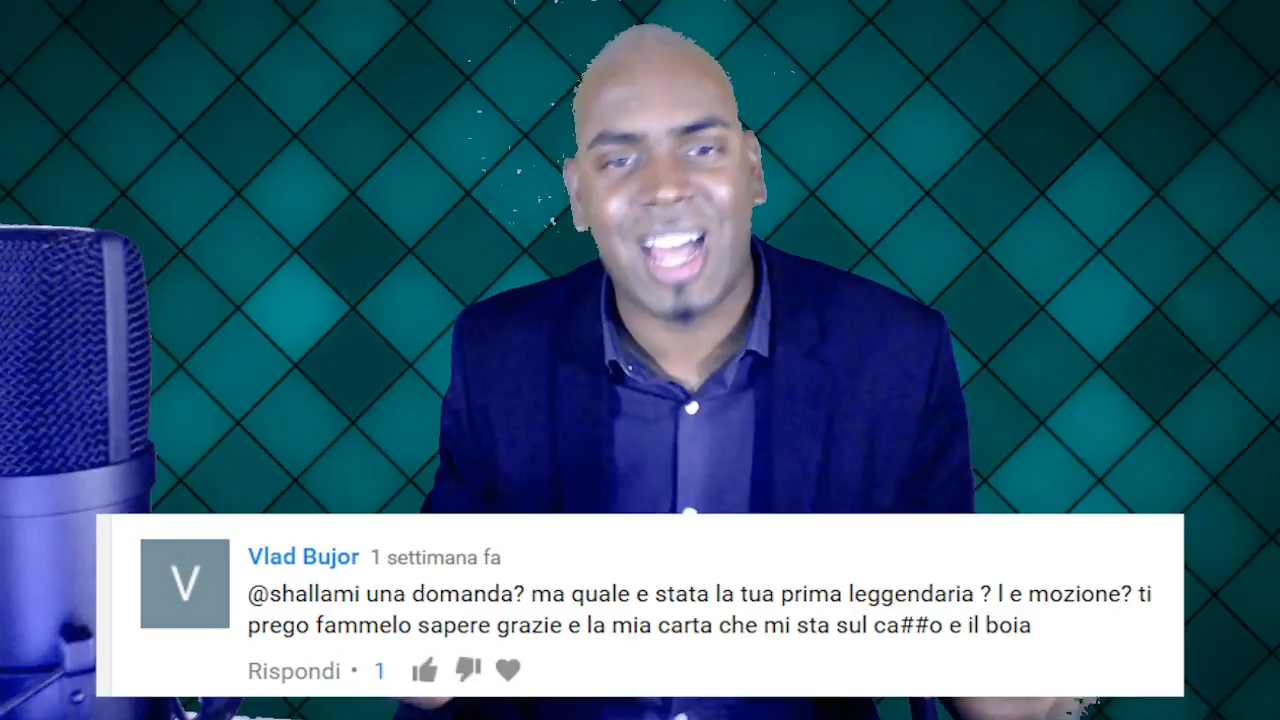 V
Vlad Bujor 1 settimana fa
@shallami una domanda? ma quale e stata la tua prima leggendaria ? l e mozione? ti
prego fammelo sapere grazie e la mia carta che mi sta sul ca##o e il boia
Rispondi • 1